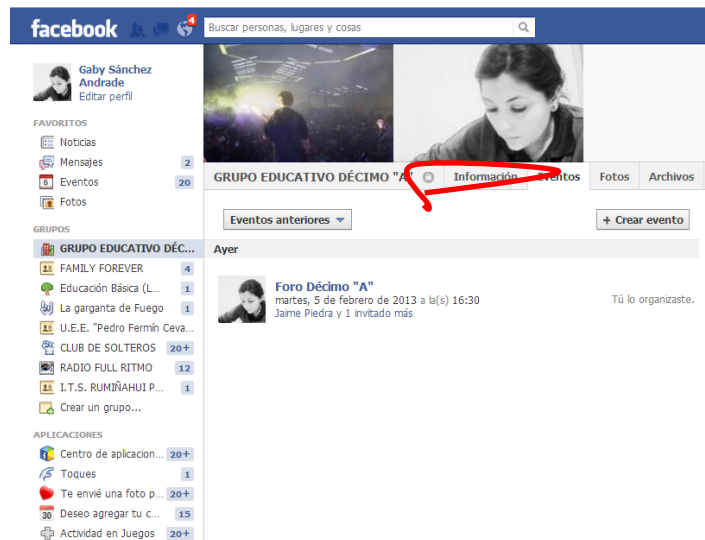 facebook
4
Buscar personas, lugares y cosas
Gaby Sánchez
Andrade
Editar perfil
FAVORITOS
Noticias
Mensajes 2
5 Eventos 20
Fotos
GRUPOS
GRUPO EDUCATIVO DÉC...
FAMILY FOREVER 4
Educación Básica (L... 1
La garganta de Fuego 1
U.E.E. "Pedro Fermín Ceva...
CLUB DE SOLTEROS 20+
RADIO FULL RITMO 12
I.T.S. RUMIÑAHUI P... 1
Crear un grupo...
APLICACIONES
Centro de aplicacion... 20+
Toques 1
Te envié una foto p... 20+
30 Deseo agregar tu c... 15
Actividad en Juegos 20+
GRUPO EDUCATIVO DÉCIMO "A" Información Eventos Fotos Archivos
Eventos anteriores + Crear evento
Ayer
Foro Décimo "A"
martes, 5 de febrero de 2013 a la(s) 16:30 Tú lo organizaste.
Jaime Piedra y 1 invitado más